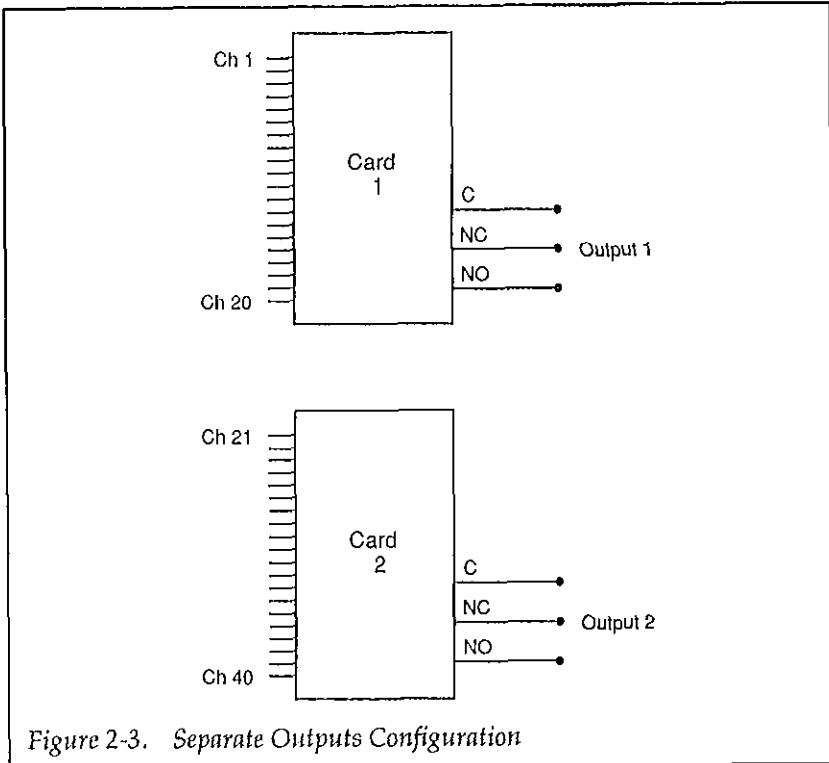 Ch 1
Card
1
C
NC
Output 1
NO
Ch 20
Ch 21
Card
2
C
NC
Output 2
NO
Ch 40
Figure 2-3. Separate Outputs Configuration